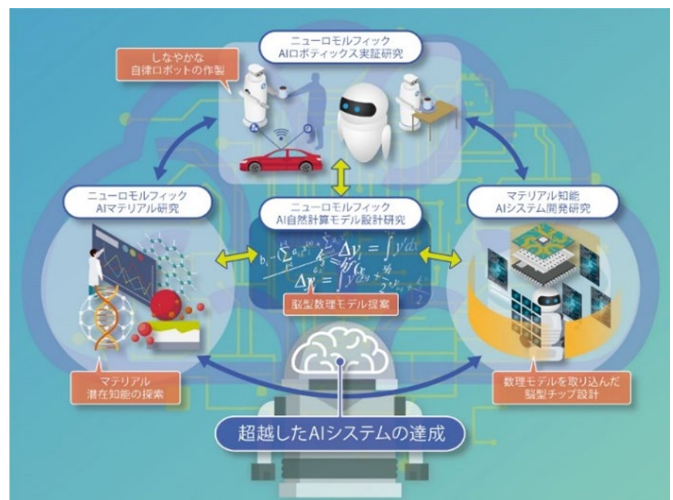 ニューロモルフィック
AIロボティックス実証研究
しなやかな
自律ロボットの作製
ニューロモルフィック
AIマテリアル研究
ニューロモルフィック
AI自然計算モデル設計研究
マテリアル知能
AIシステム開発研究
脳型数理モデル提案
マテリアル
潜在知能の探索
数理モデルを取り込んだ
脳型チップ設計
超越したAIシステムの達成